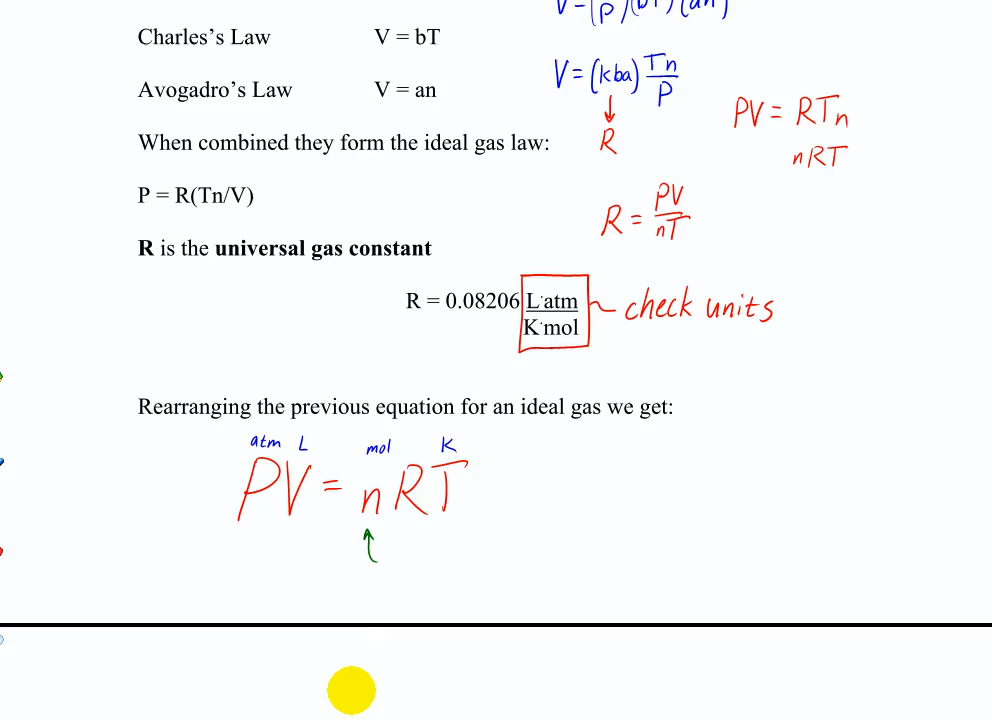 V = (P)(bT)(an)
Charles's Law V = bT
V = (kba) Tn/P
Avogadro's Law V = an
↓ R
PV = RTn
nRT
When combined they form the ideal gas law:
P = R(Tn/V)
R = PV/nT
R is the universal gas constant
R = 0.08206 L·atm
K·mol
check units
Rearranging the previous equation for an ideal gas we get:
atm L mol K
PV = nRT